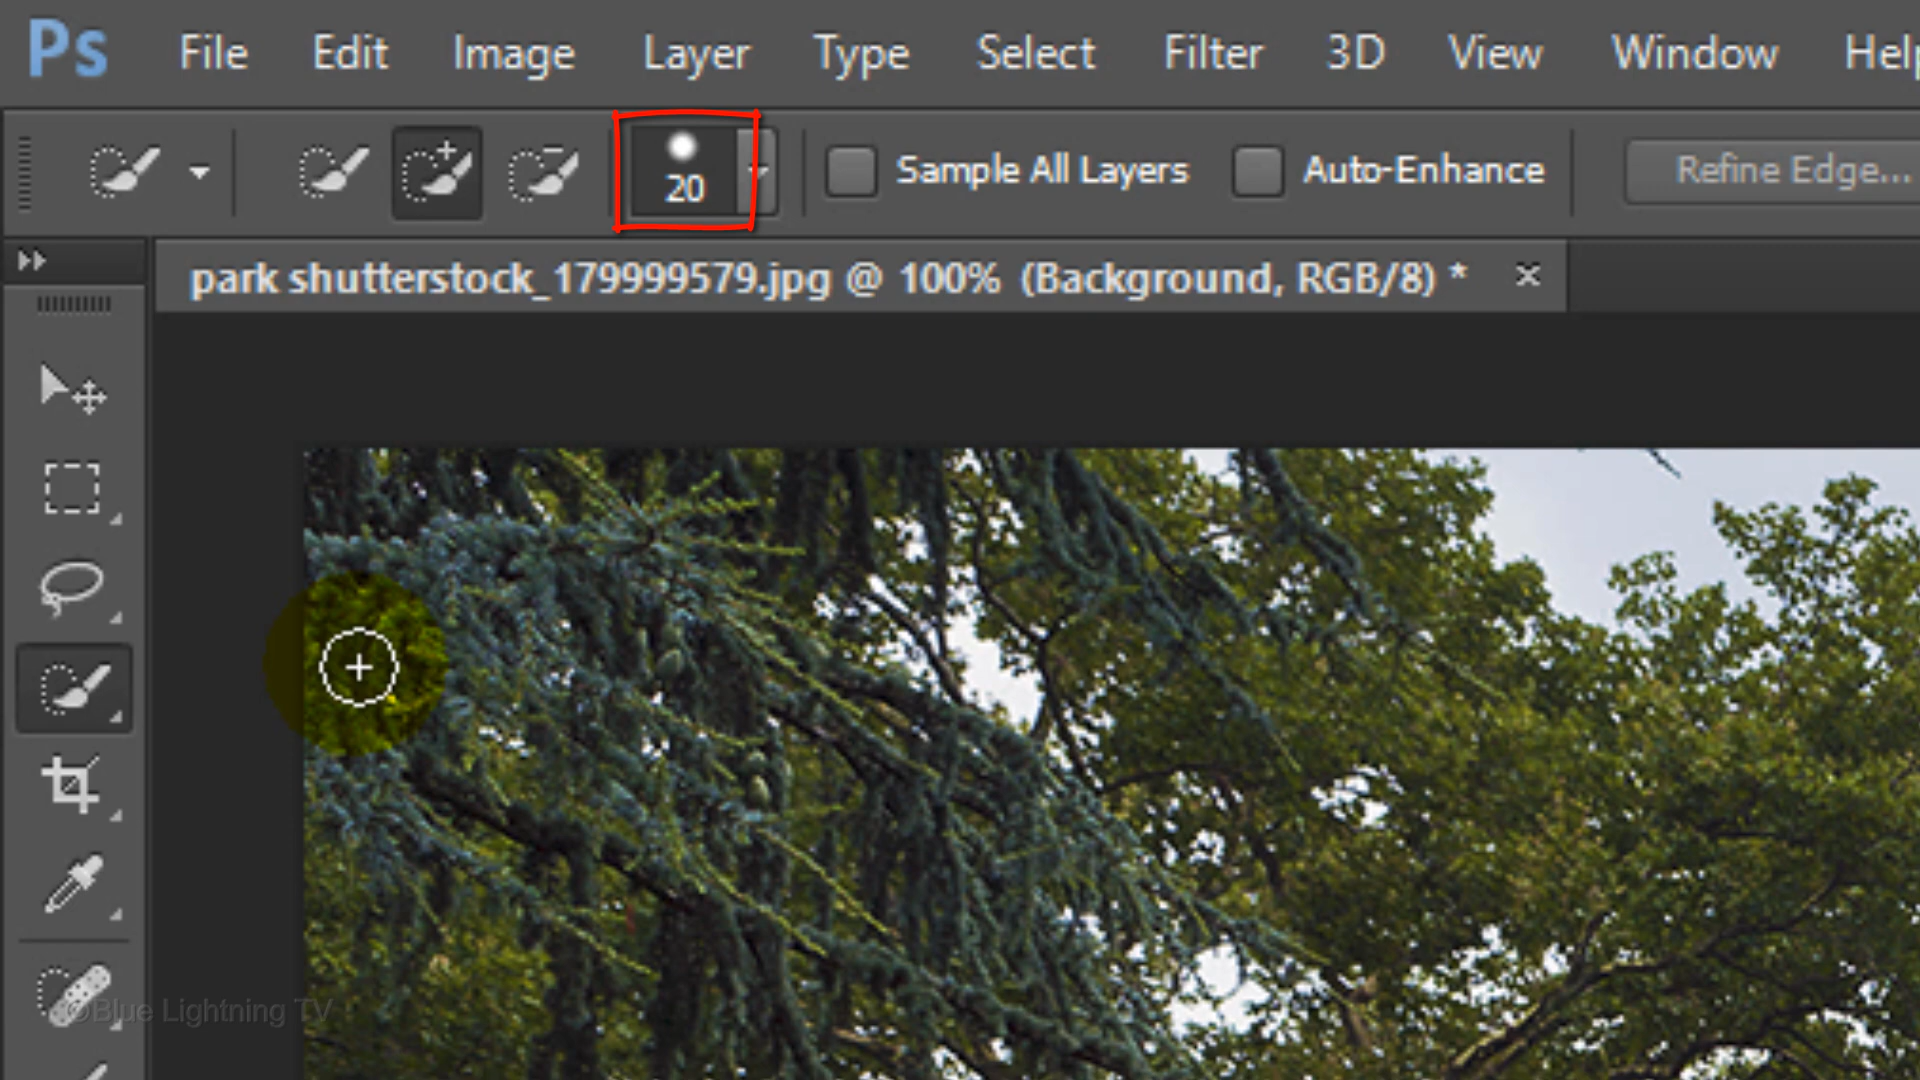 Ps File Edit Image Layer Type Select Filter 3D View Window Help
20 Sample All Layers Auto-Enhance Refine Edge...
park shutterstock_179999579.jpg @ 100% (Background, RGB/8) * ×
©Blue Lightning TV